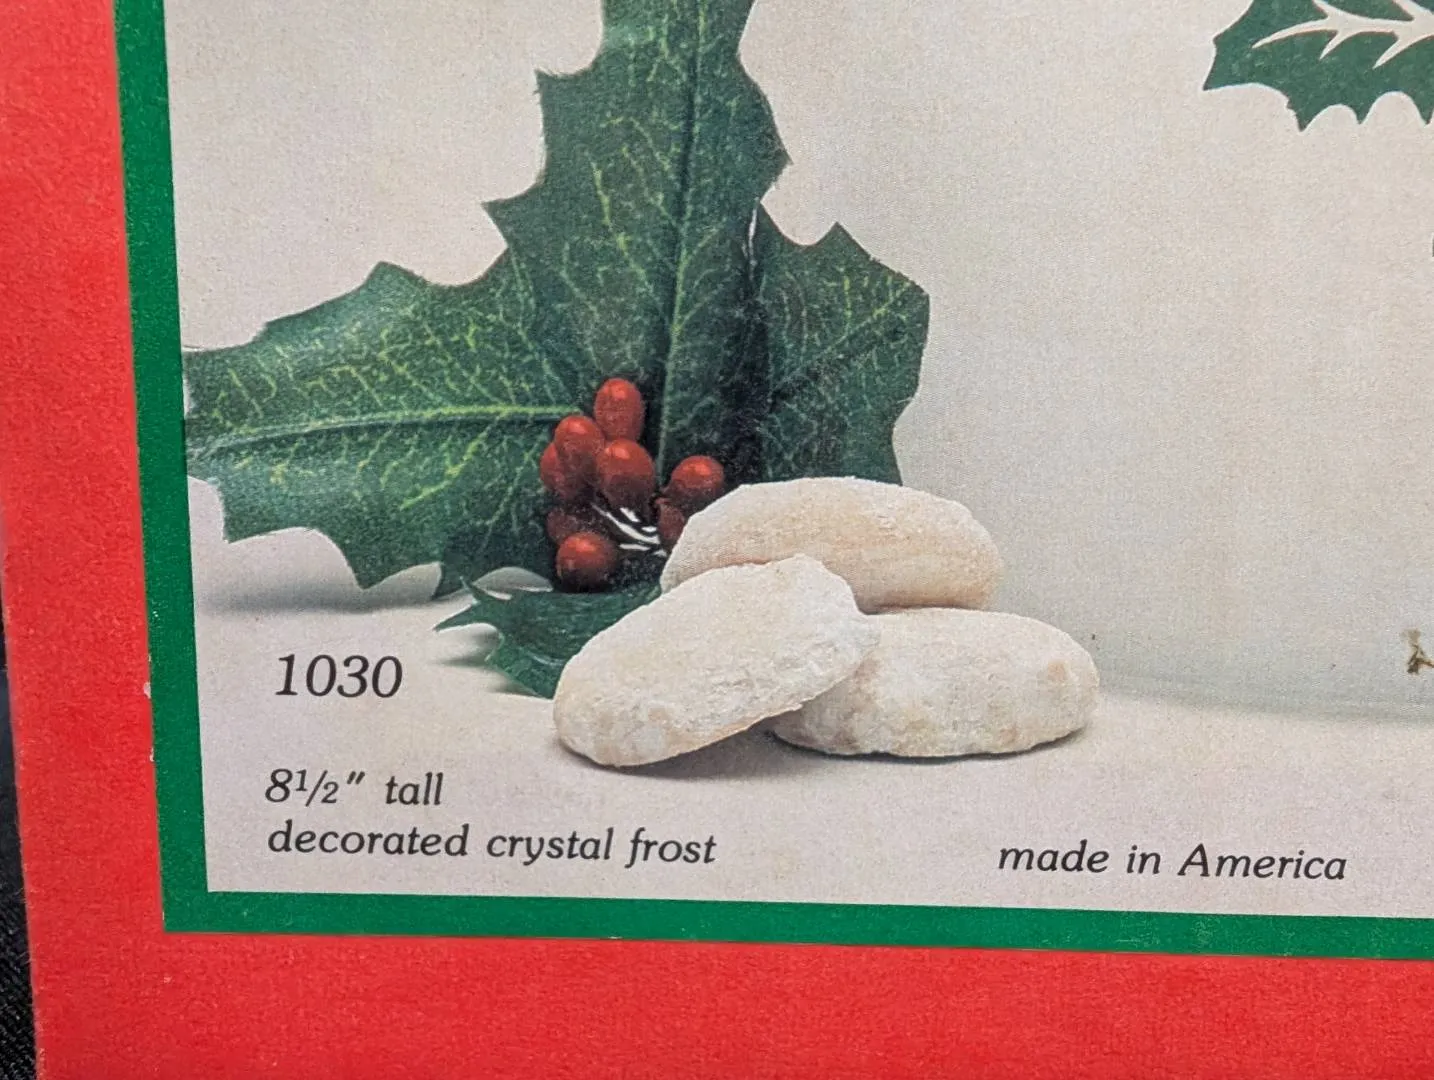 1030
8½" tall
decorated crystal frost
made in America